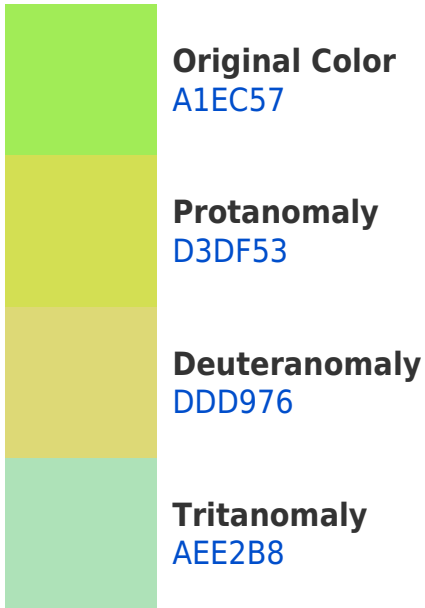 Original Color
A1EC57
Protanomaly
D3DF53
Deuteranomaly
DDD976
Tritanomaly
AEE2B8